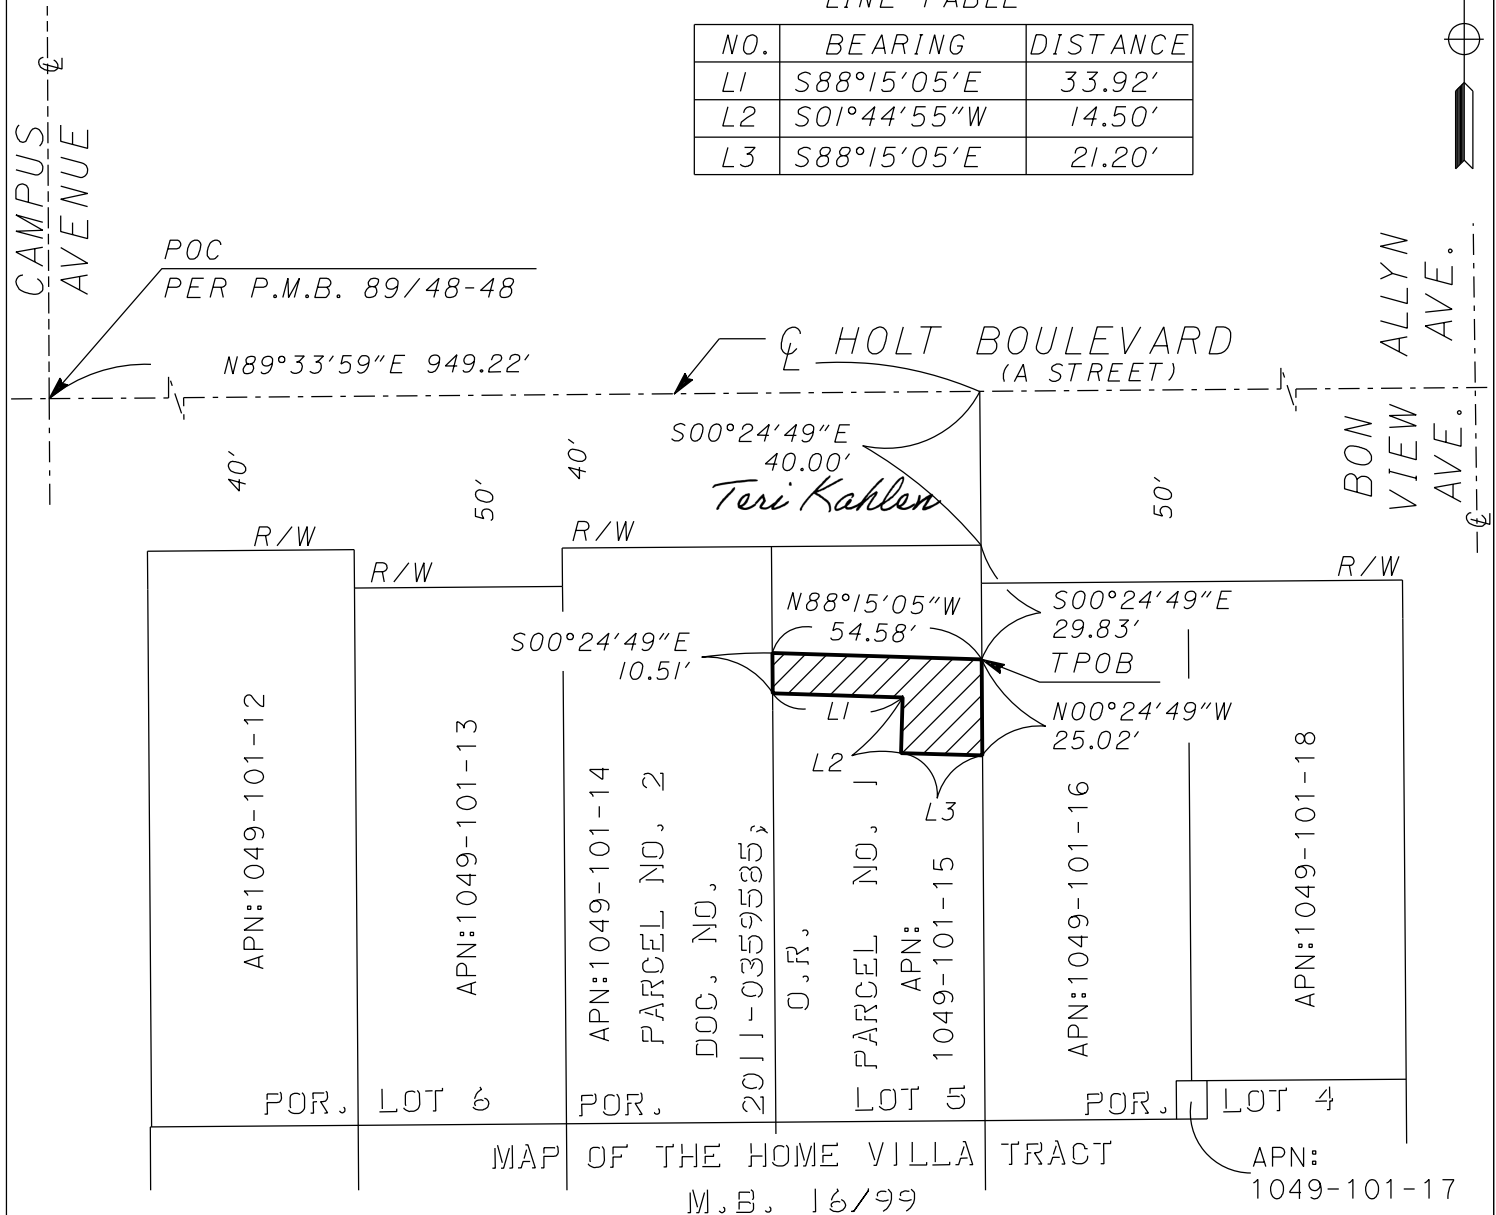 LINE TABLE
NO. BEARING DISTANCE
L1 S88°15'05'E 33.92'
L2 S01°44'55"W 14.50'
L3 S88°15'05'E 21.20'
CAMPUS
AVENUE
℄
POC
PER P.M.B. 89/48-48
N89°33'59"E 949.22'
℄ HOLT BOULEVARD
(A STREET)
ALLYN
AVE.
BON
VIEW
AVE.
℄
S00°24'49"E
40.00'
Teri Kahlen
40'
50'
40'
50'
R/W
R/W
R/W
R/W
N88°15'05"W
54.58'
S00°24'49"E
10.51'
S00°24'49"E
29.83'
TPOB
N00°24'49"W
25.02'
L1
L2
L3
APN:1049-101-12
APN:1049-101-13
APN:1049-101-14
PARCEL NO. 2
DOC. NO.
2011-0359585,
O.R.
PARCEL NO. 1
APN:
1049-101-15
APN:1049-101-16
APN:1049-101-18
POR. LOT 6
POR. LOT 5
POR. LOT 4
MAP OF THE HOME VILLA TRACT
M.B. 16/99
APN:
1049-101-17